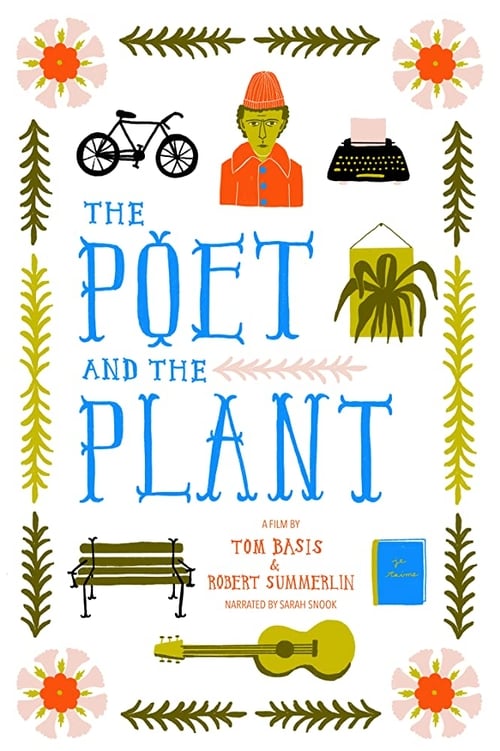 THE
POET
AND THE
PLANT
A FILM BY
TOM BASIS
&
ROBERT SUMMERLIN
NARRATED BY SARAH SNOOK
je
t'aime